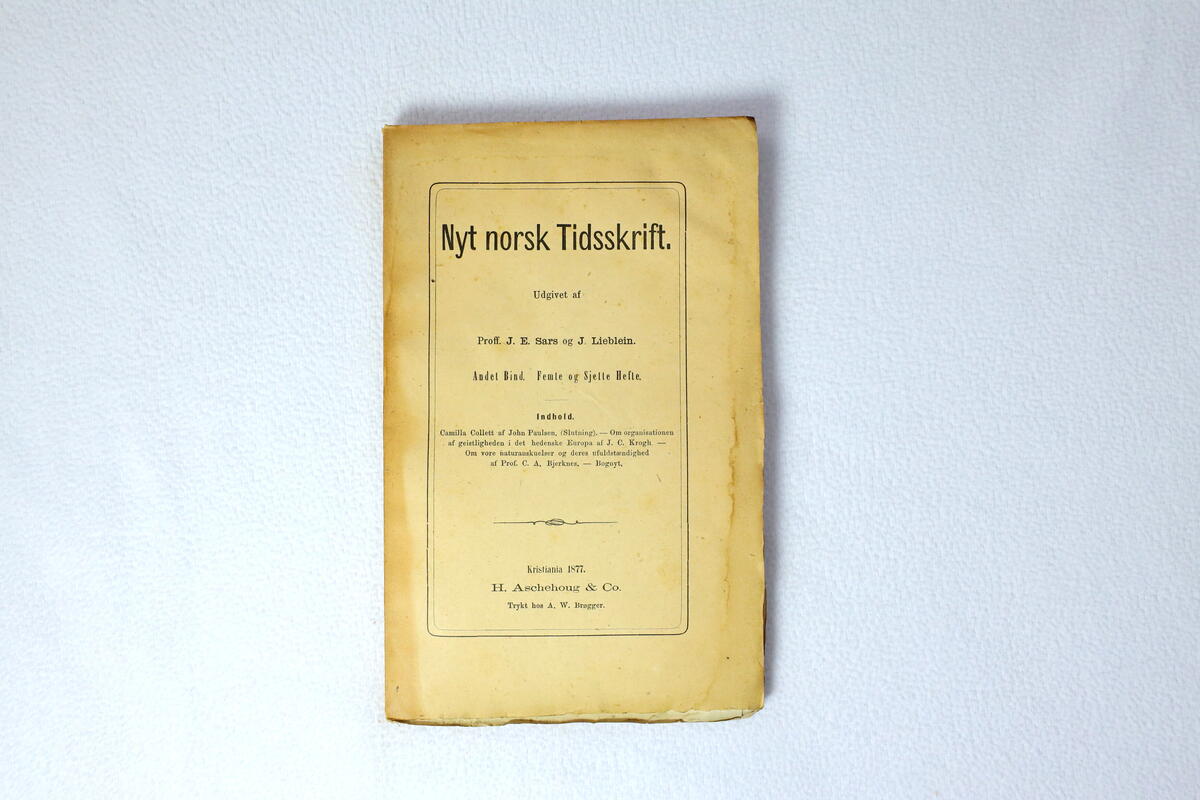 Nyt norsk Tidsskrift.
Udgivet af
Proff. J. E. Sars og J. Lieblein.
Andet Bind. Femte og Sjette Hefte.
Indhold.
Camilla Collett af John Paulsen, (Slutning). — Om organisationen
af geistligheden i det hedenske Europa af J. C. Krogh. —
Om vore naturanskuelser og deres ufuldstændighed
af Prof. C. A. Bjerknes. — Bognyt.
Kristiania 1877.
H. Aschehoug & Co.
Trykt hos A. W. Brøgger.